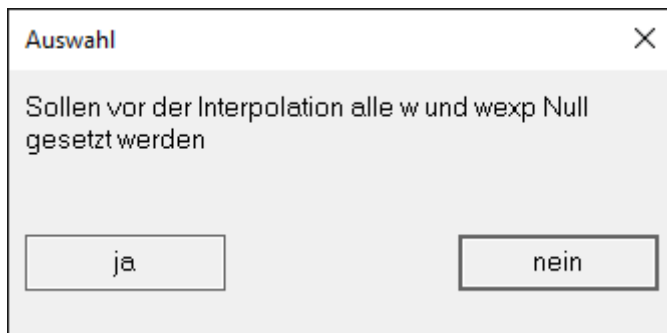 Auswahl
Sollen vor der Interpolation alle w und wexp Null
gesetzt werden
ja
nein